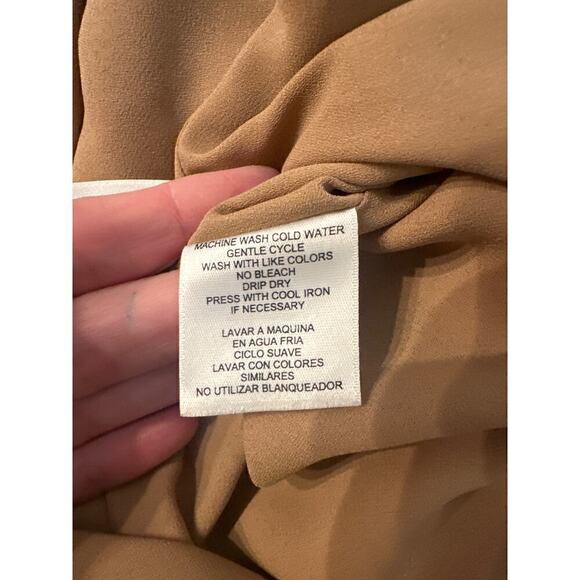 MACHINE WASH COLD WATER
GENTLE CYCLE
WASH WITH LIKE COLORS
NO BLEACH
DRIP DRY
PRESS WITH COOL IRON
IF NECESSARY
LAVAR A MAQUINA
EN AGUA FRIA
CICLO SUAVE
LAVAR CON COLORES
SIMILARES
NO UTILIZAR BLANQUEADOR